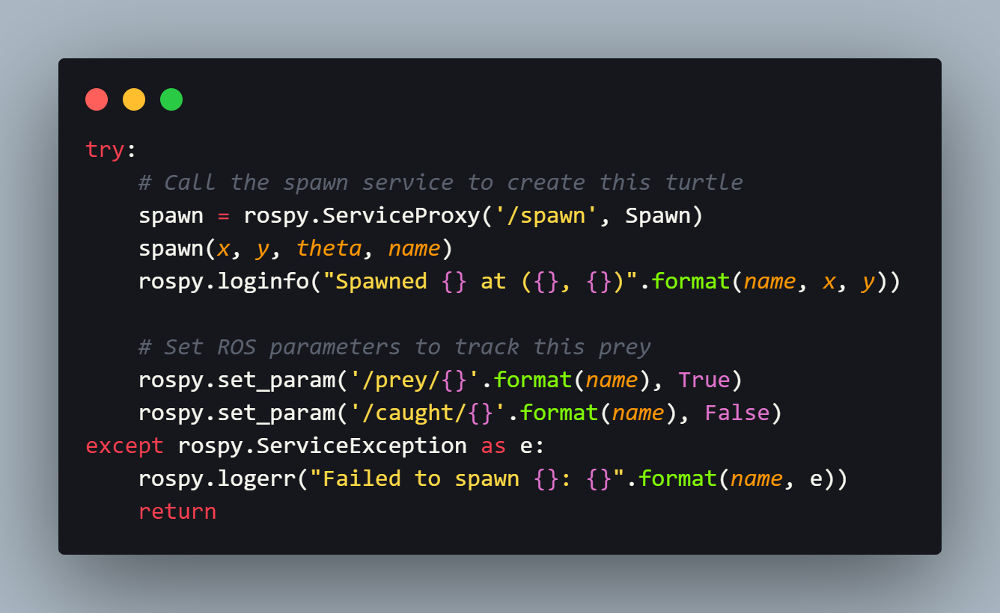 try:
    # Call the spawn service to create this turtle
    spawn = rospy.ServiceProxy('/spawn', Spawn)
    spawn(x, y, theta, name)
    rospy.loginfo("Spawned {} at ({}, {})".format(name, x, y))

    # Set ROS parameters to track this prey
    rospy.set_param('/prey/{}'.format(name), True)
    rospy.set_param('/caught/{}'.format(name), False)
except rospy.ServiceException as e:
    rospy.logerr("Failed to spawn {}: {}".format(name, e))
    return